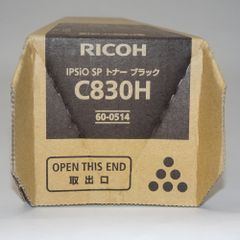 RICOH
IPSiO SP トナー ブラック
C830H
60-0514
OPEN THIS END
取出口